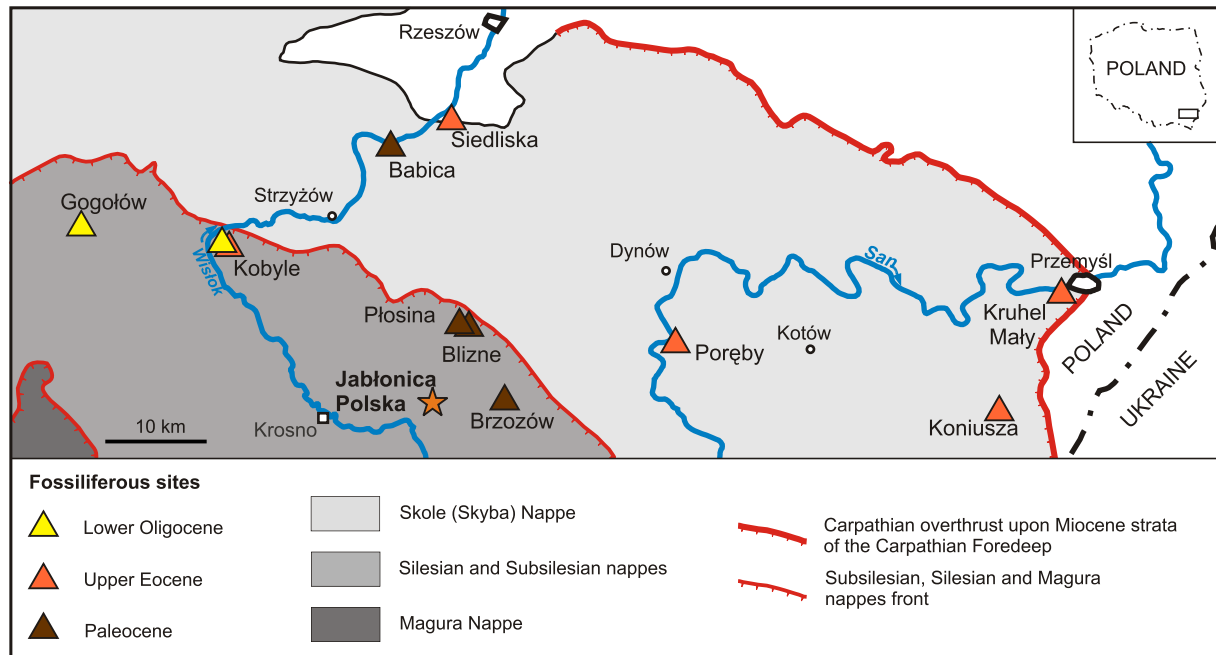 Rzeszów
POLAND
Siedliska
Babica
Strzyżów
Gogołów
Wisłok
Kobyle
Dynów
San
Przemyśl
Płosina
Kruhel
Mały
Blizne
Poręby
Kotów
POLAND
UKRAINE
Jabłonica
Polska
Brzozów
Krosno
Koniusza
10 km
Fossiliferous sites
Lower Oligocene
Upper Eocene
Paleocene
Skole (Skyba) Nappe
Silesian and Subsilesian nappes
Magura Nappe
Carpathian overthrust upon Miocene strata
of the Carpathian Foredeep
Subsilesian, Silesian and Magura
nappes front